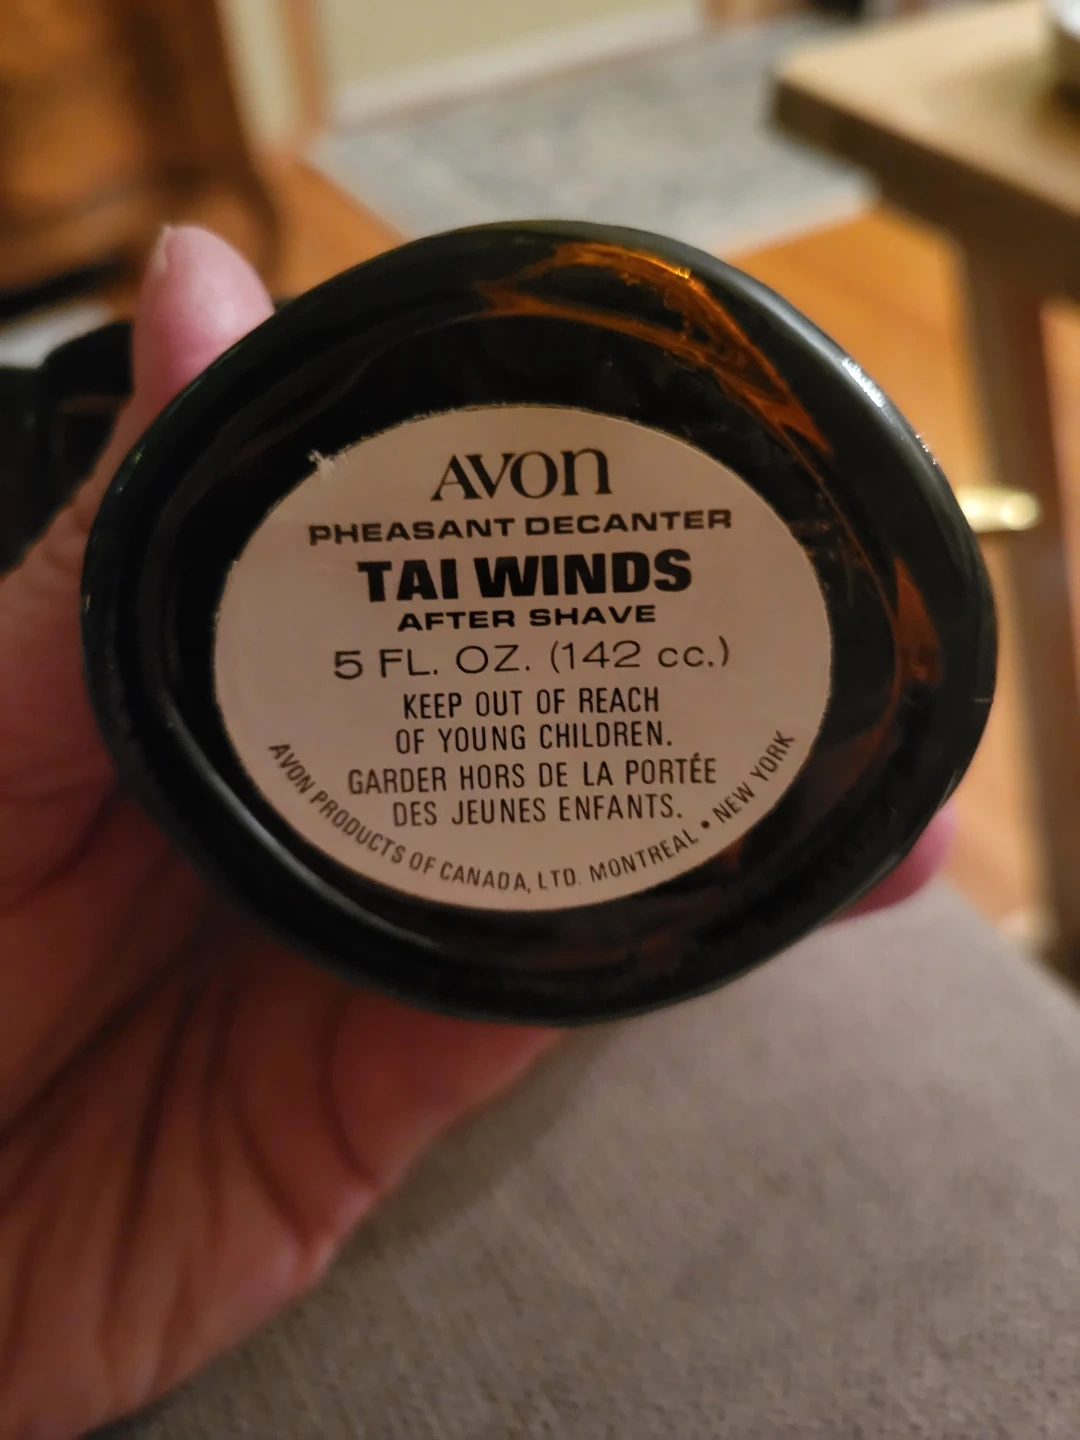 AVON
PHEASANT DECANTER
TAI WINDS
AFTER SHAVE
5 FL. OZ. (142 cc.)
KEEP OUT OF REACH
OF YOUNG CHILDREN.
GARDER HORS DE LA PORTÉE
DES JEUNES ENFANTS.
AVON PRODUCTS OF CANADA, LTD. MONTREAL • NEW YORK